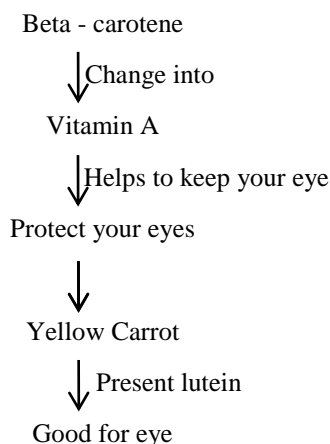 Beta - carotene
Change into
Vitamin A
Helps to keep your eye
Protect your eyes
Yellow Carrot
Present lutein
Good for eye